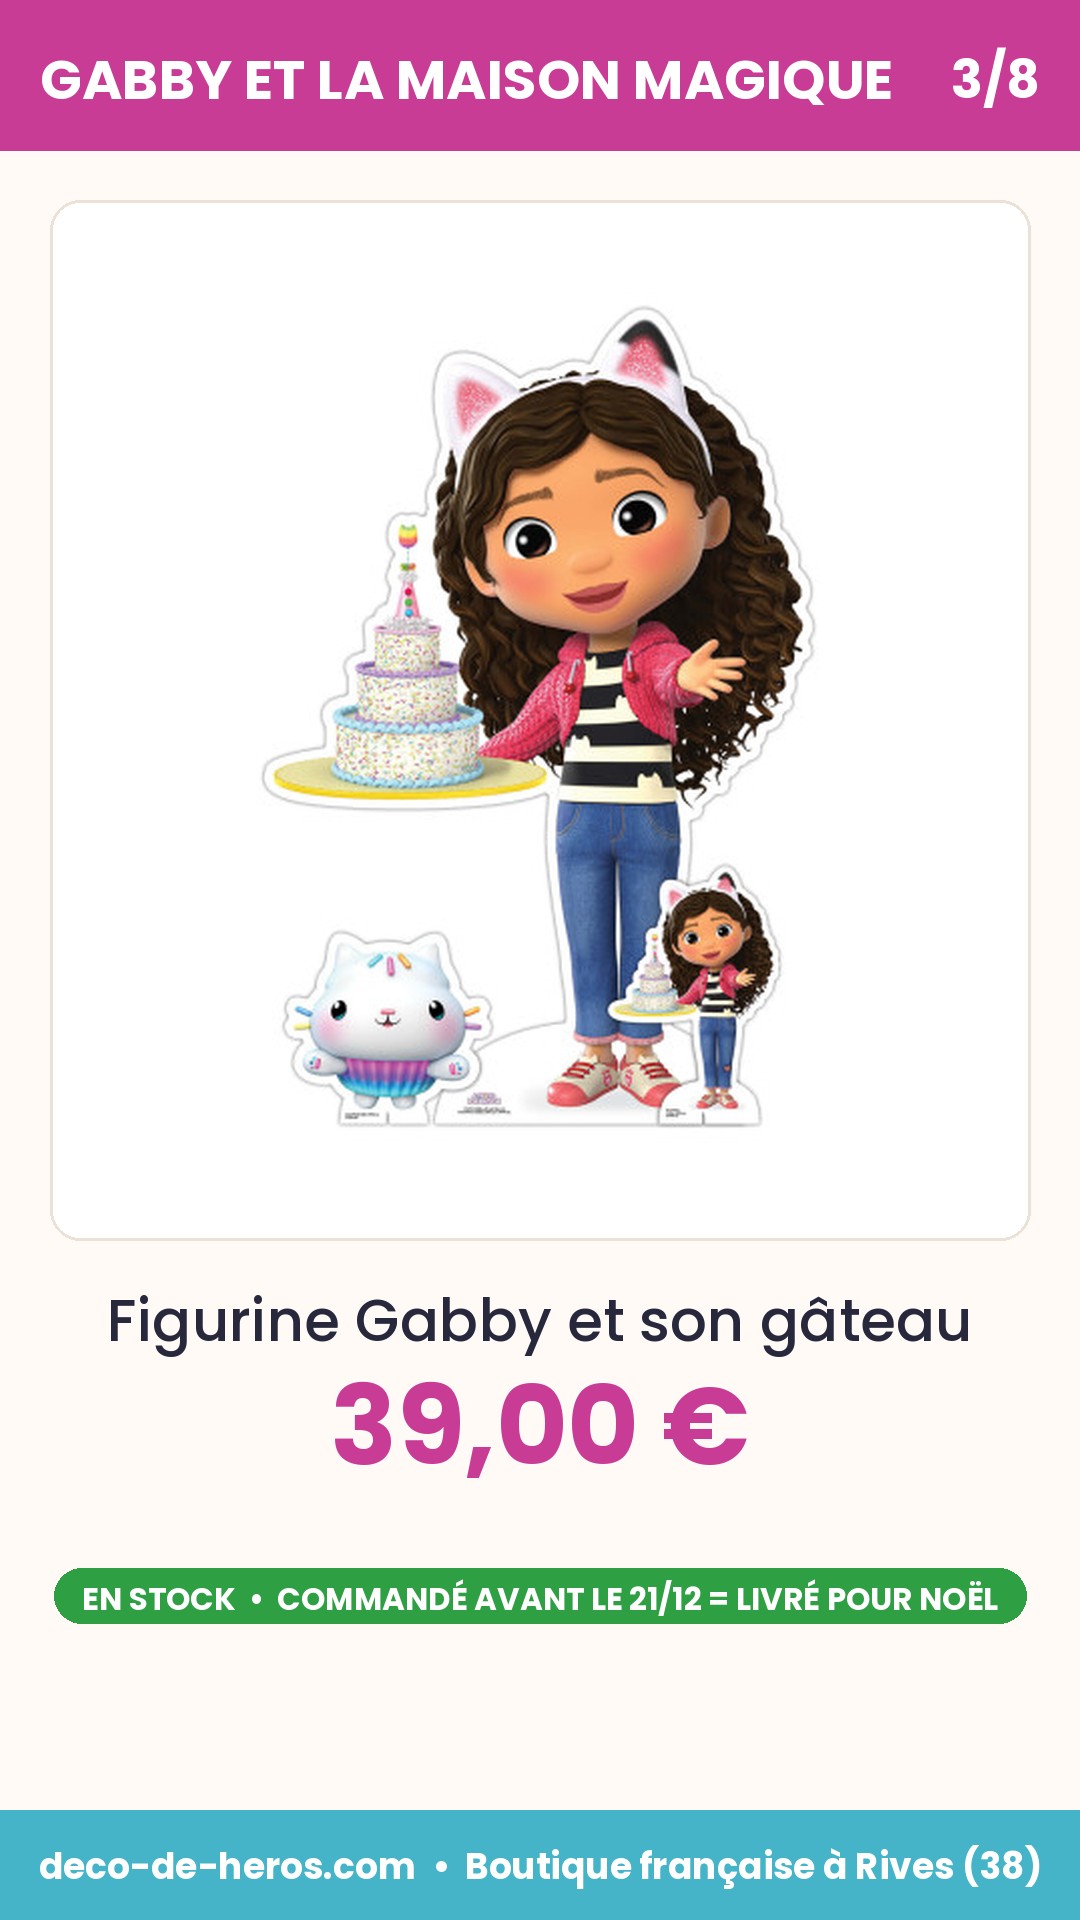 GABBY ET LA MAISON MAGIQUE 3/8
Figurine Gabby et son gâteau
39,00 €
EN STOCK • COMMANDÉ AVANT LE 21/12 = LIVRÉ POUR NOËL
deco-de-heros.com • Boutique française à Rives (38)